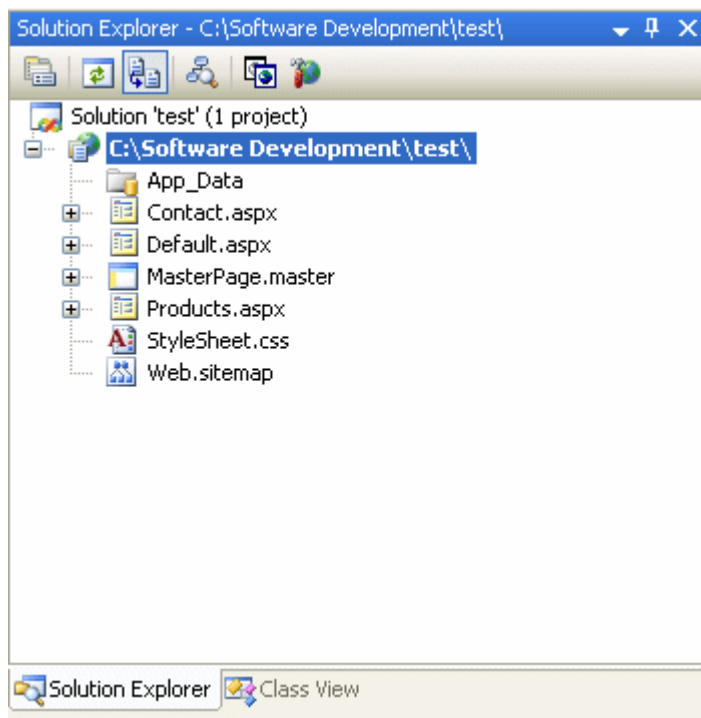 Solution Explorer - C:\Software Development\test\
Solution 'test' (1 project)
C:\Software Development\test\
App_Data
Contact.aspx
Default.aspx
MasterPage.master
Products.aspx
StyleSheet.css
Web.sitemap
Solution Explorer Class View